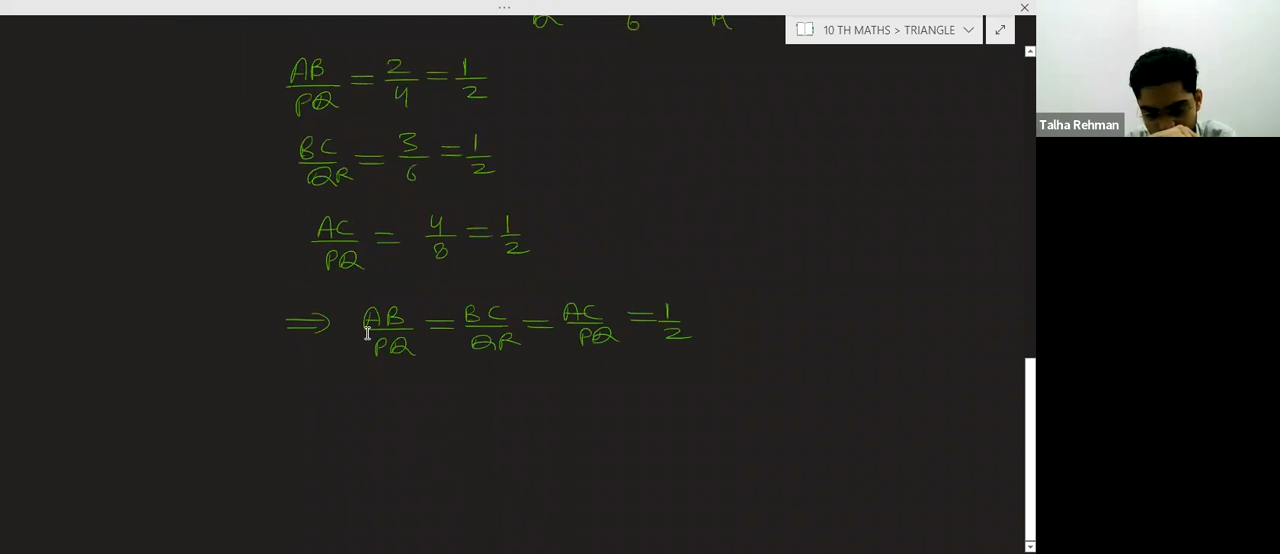 Q 6 R
10 TH MATHS > TRIANGLE
AB/PQ = 2/4 = 1/2
Talha Rehman
BC/QR = 3/6 = 1/2
AC/PQ = 4/8 = 1/2
⇒ AB/PQ = BC/QR = AC/PQ = 1/2